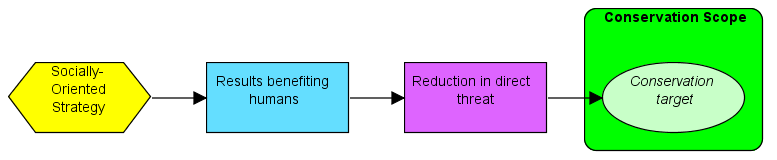 Socially-
Oriented
Strategy
Results benefiting
humans
Reduction in direct
threat
Conservation Scope
Conservation
target